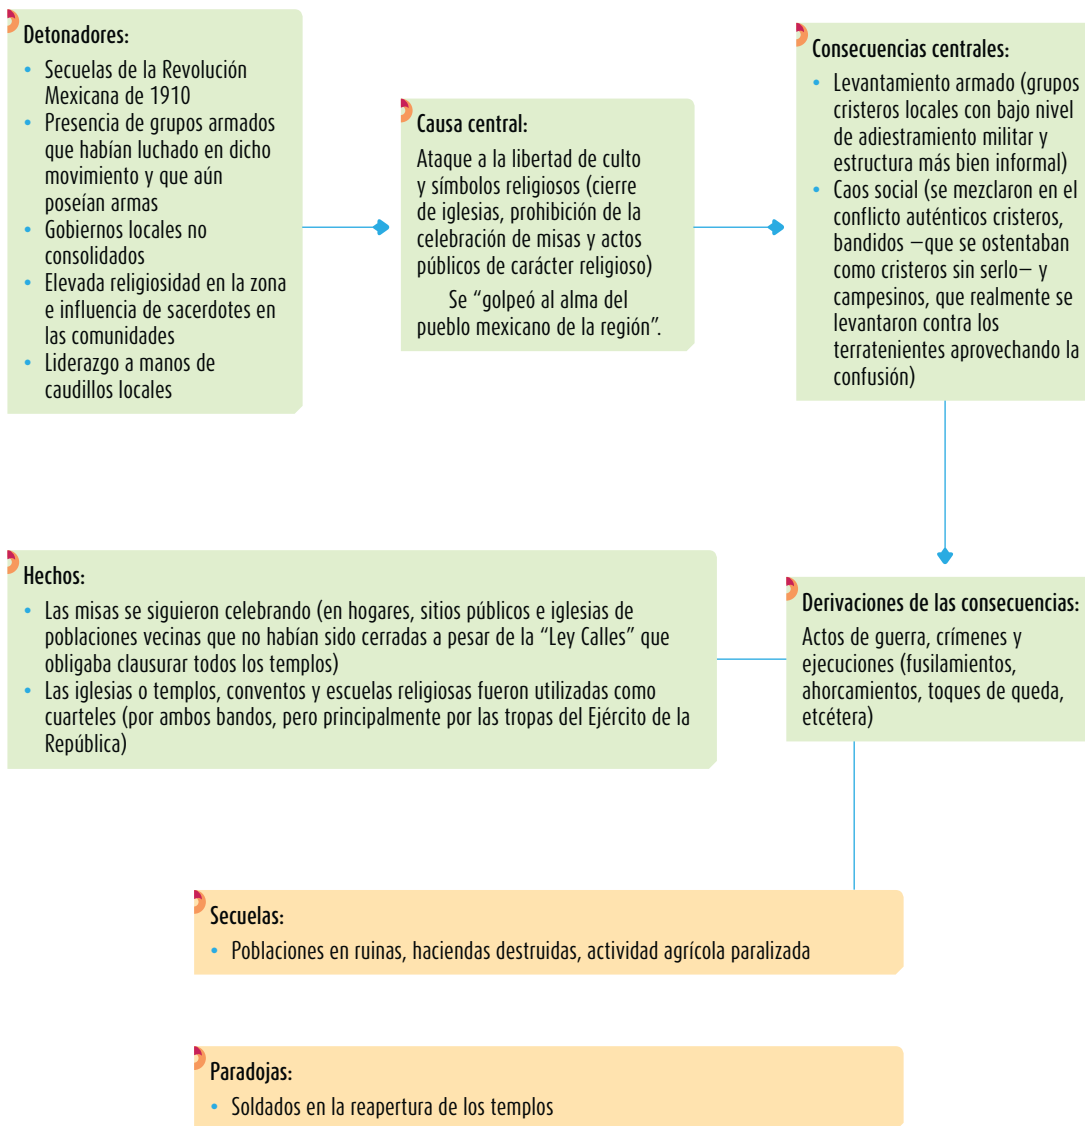 Detonadores:
• Secuelas de la Revolución
Mexicana de 1910
• Presencia de grupos armados
que habían luchado en dicho
movimiento y que aún
poseían armas
• Gobiernos locales no
consolidados
• Elevada religiosidad en la zona
e influencia de sacerdotes en
las comunidades
• Liderazgo a manos de
caudillos locales
Causa central:
Ataque a la libertad de culto
y símbolos religiosos (cierre
de iglesias, prohibición de la
celebración de misas y actos
públicos de carácter religioso)
Se “golpeó al alma del
pueblo mexicano de la región”.
Consecuencias centrales:
• Levantamiento armado (grupos
cristeros locales con bajo nivel
de adiestramiento militar y
estructura más bien informal)
• Caos social (se mezclaron en el
conflicto auténticos cristeros,
bandidos —que se ostentaban
como cristeros sin serlo— y
campesinos, que realmente se
levantaron contra los
terratenientes aprovechando la
confusión)
Hechos:
• Las misas se siguieron celebrando (en hogares, sitios públicos e iglesias de
poblaciones vecinas que no habían sido cerradas a pesar de la “Ley Calles” que
obligaba clausurar todos los templos)
• Las iglesias o templos, conventos y escuelas religiosas fueron utilizadas como
cuarteles (por ambos bandos, pero principalmente por las tropas del Ejército de la
República)
Derivaciones de las consecuencias:
Actos de guerra, crímenes y
ejecuciones (fusilamientos,
ahorcamientos, toques de queda,
etcétera)
Secuelas:
• Poblaciones en ruinas, haciendas destruidas, actividad agrícola paralizada
Paradojas:
• Soldados en la reapertura de los templos